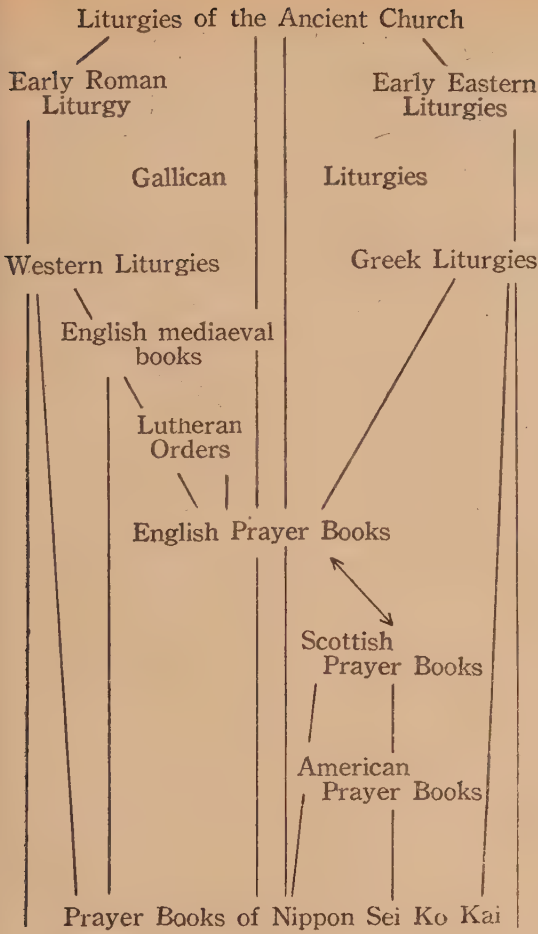 Liturgies of the Ancient Church
Early Roman
Liturgy
Early Eastern
Liturgies
Gallican Liturgies
Western Liturgies
Greek Liturgies
English mediaeval
books
Lutheran
Orders
English Prayer Books
Scottish
Prayer Books
American
Prayer Books
Prayer Books of Nippon Sei Ko Kai